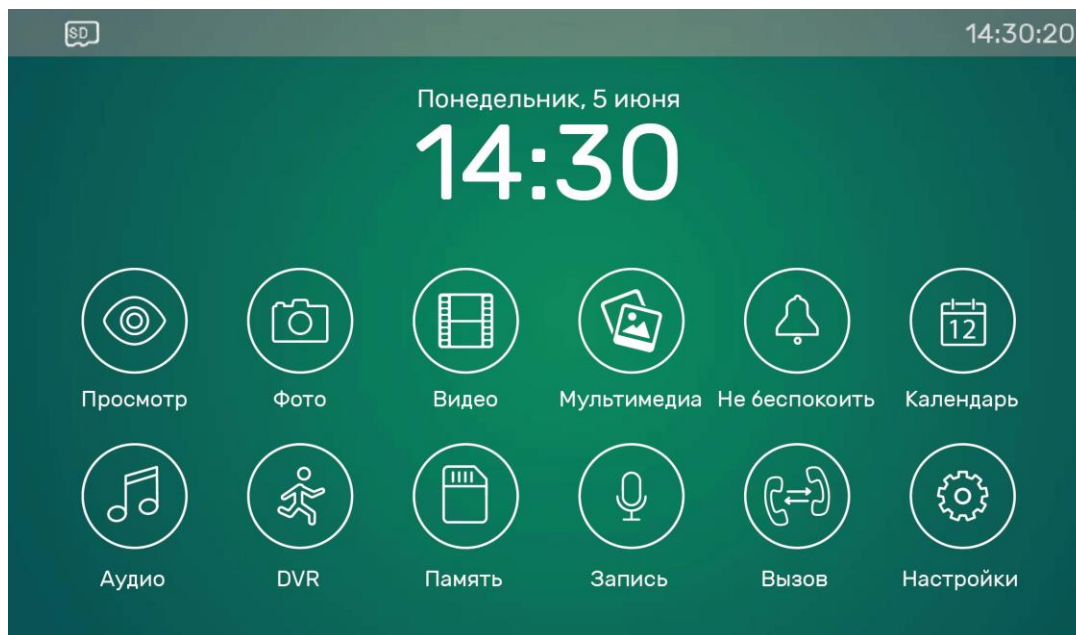 SD
14:30:20
Понедельник, 5 июня
14:30
12
Просмотр Фото Видео Мультимедиа Не беспокоить Календарь
Аудио DVR Память Запись Вызов Настройки